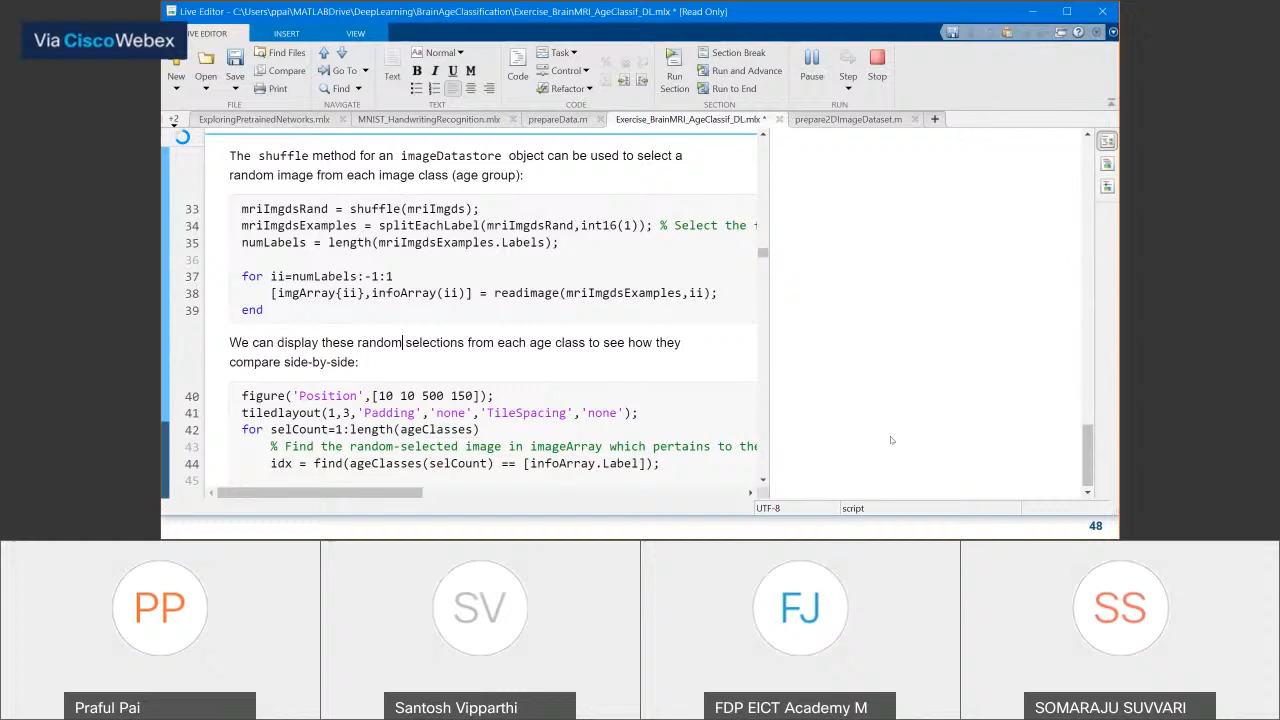 Live Editor - C:\Users\ppai\MATLABDrive\DeepLearning\BrainAgeClassification\Exercise_BrainMRI_AgeClassif_DL.mlx * [Read Only]
Via Cisco Webex
LIVE EDITOR INSERT VIEW
New Open Save Find Files Compare Print
FILE
Go To Find
NAVIGATE
Text Normal
B I U M
TEXT
Code Task Control Refactor
CODE
Run Section Section Break Run and Advance Run to End
SECTION
Pause Step Stop
RUN
+2 ExploringPretrainedNetworks.mlx MNIST_HandwritingRecognition.mlx prepareData.m Exercise_BrainMRI_AgeClassif_DL.mlx * prepare2DImageDataset.m +
The shuffle method for an imageDatastore object can be used to select a
random image from each image class (age group):
33 mriImgdsRand = shuffle(mriImgds);
34 mriImgdsExamples = splitEachLabel(mriImgdsRand,int16(1)); % Select the
35 numLabels = length(mriImgdsExamples.Labels);
36
37 for ii=numLabels:-1:1
38 [imgArray{ii},infoArray(ii)] = readimage(mriImgdsExamples,ii);
39 end
We can display these random selections from each age class to see how they
compare side-by-side:
40 figure('Position',[10 10 500 150]);
41 tiledlayout(1,3,'Padding','none','TileSpacing','none');
42 for selCount=1:length(ageClasses)
43 % Find the random-selected image in imageArray which pertains to the
44 idx = find(ageClasses(selCount) == [infoArray.Label]);
45
UTF-8 script
48
PP SV FJ SS
Praful Pai Santosh Vipparthi FDP EICT Academy M SOMARAJU SUVVARI